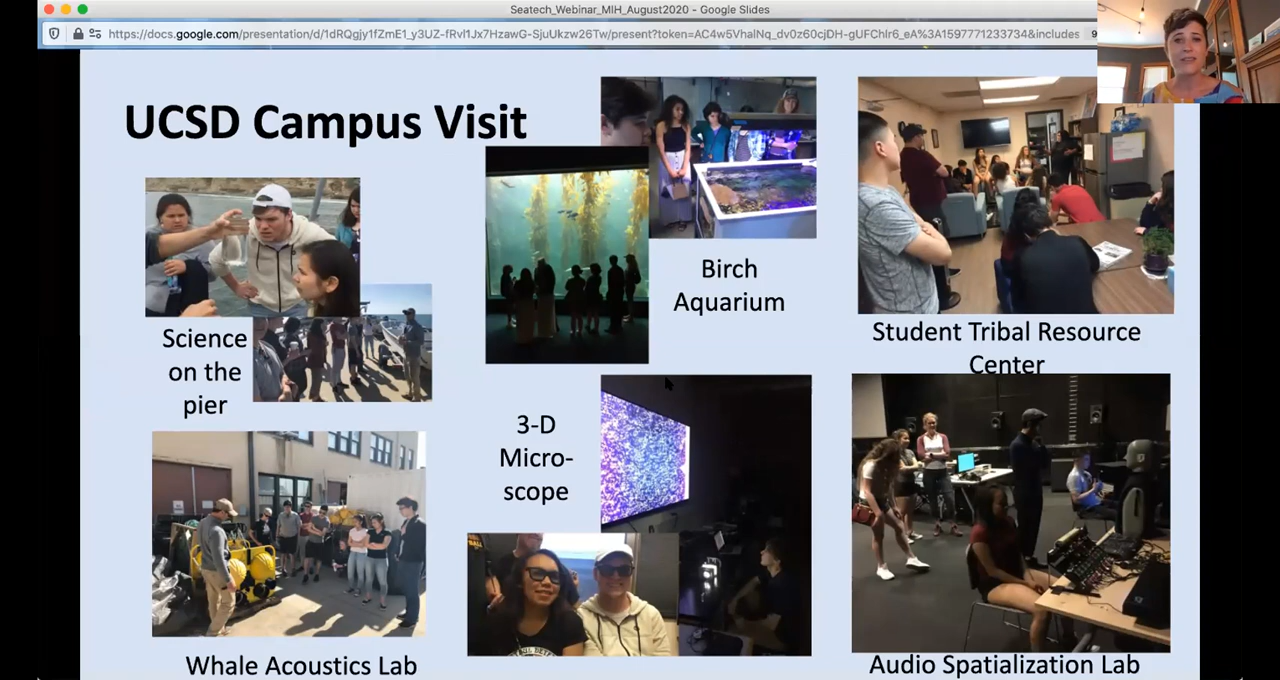 Seatech_Webinar_MIH_August2020 - Google Slides
https://docs.google.com/presentation/d/1dRQgjy1fZmE1_y3UZ-fRvl1Jx7HzawG-SjuUkzw26Tw/present?token=AC4w5VhalNq_dv0z60cjDH-gUFChlr6_eA%3A1597771233734&includes
UCSD Campus Visit
Birch
Aquarium
Student Tribal Resource
Center
Science
on the
pier
3-D
Micro-
scope
Whale Acoustics Lab
Audio Spatialization Lab